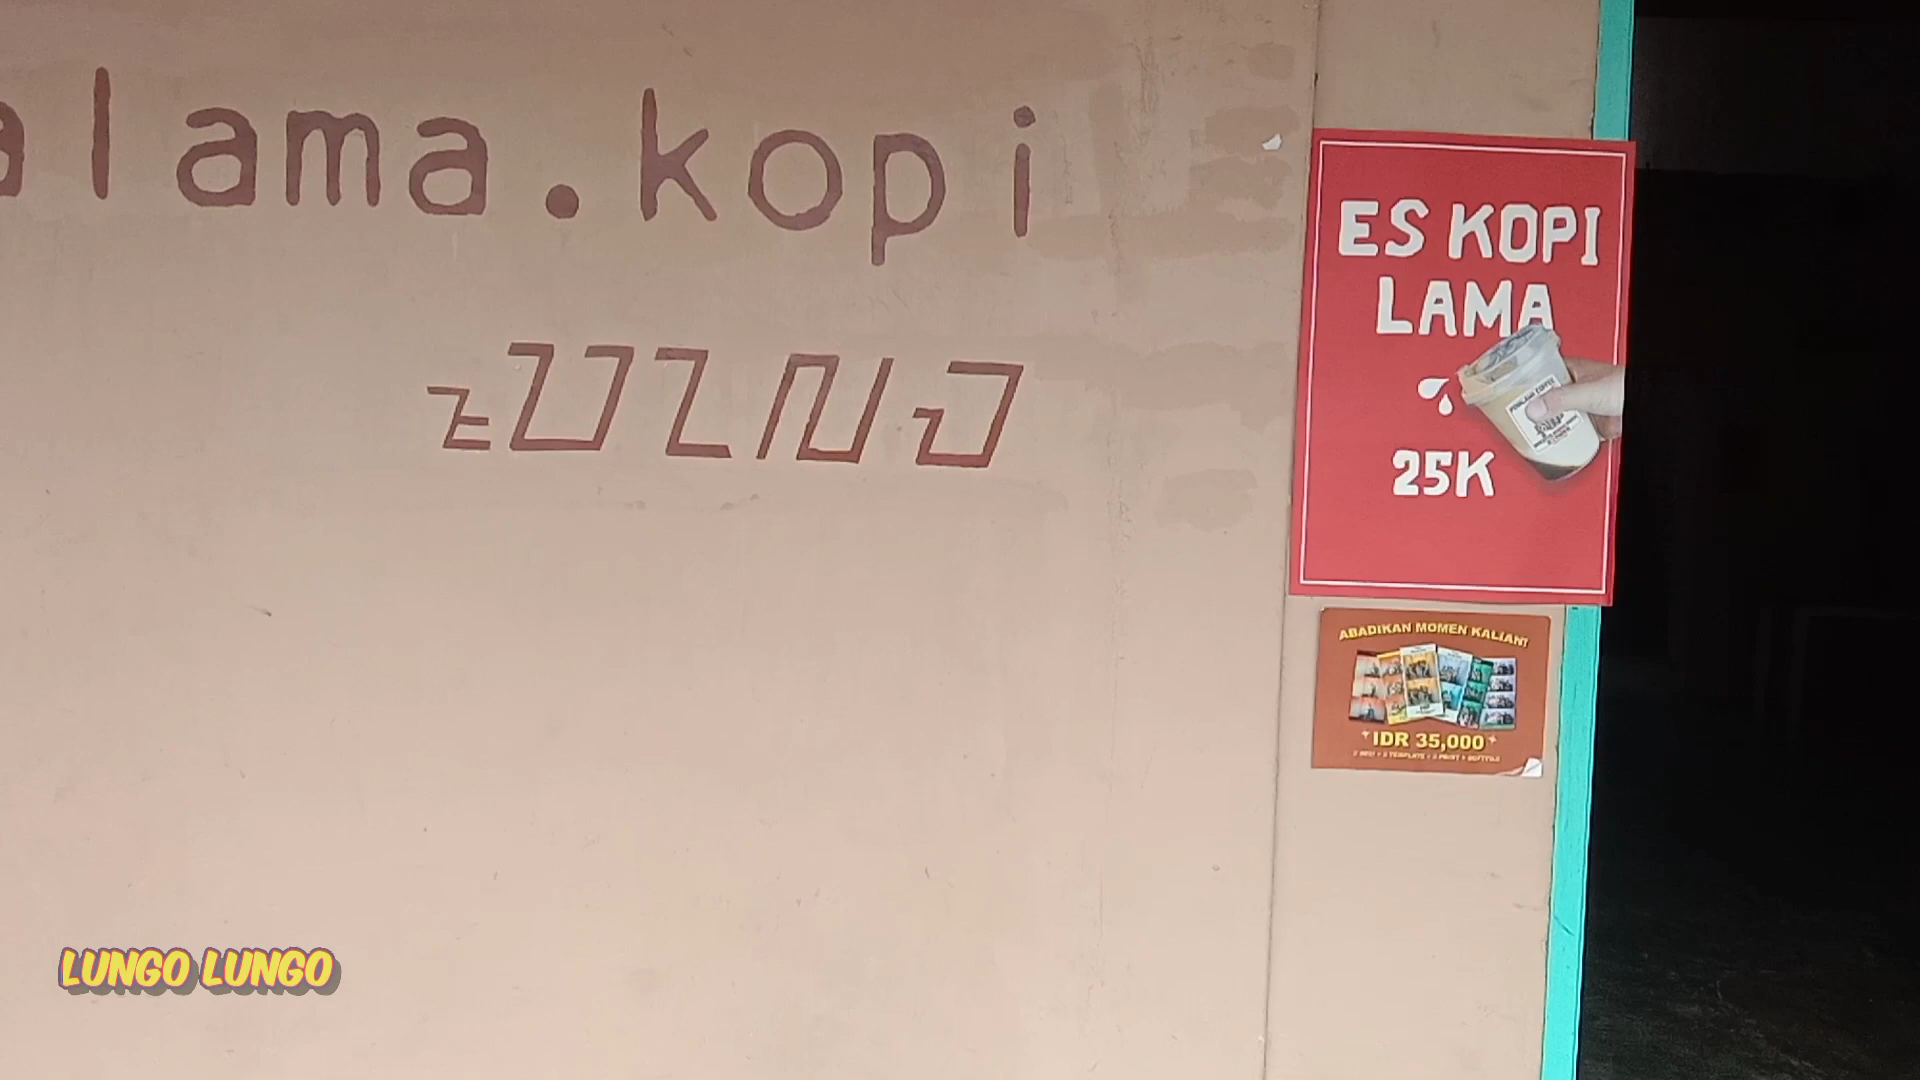 alama.kopi
ES KOPI
LAMA
25K
ABADIKAN MOMEN KALIAN!
IDR 35,000
LUNGO LUNGO